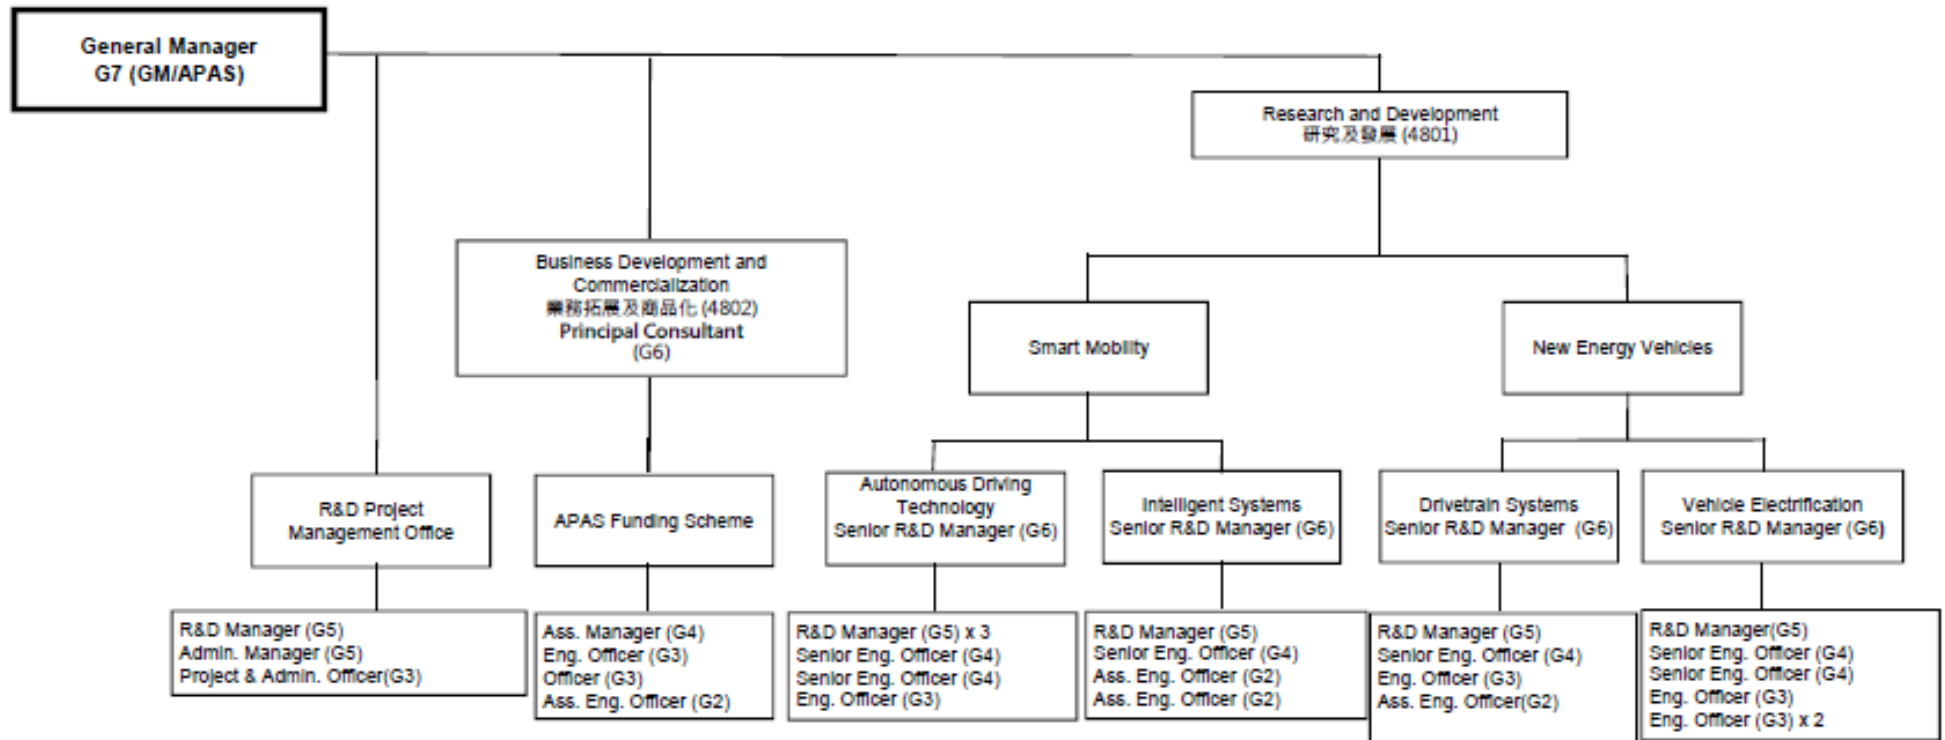 General Manager
G7 (GM/APAS)
Research and Development
研究及發展 (4801)
Business Development and
Commercialization
業務拓展及商品化 (4802)
Principal Consultant
(G6)
Smart Mobility
New Energy Vehicles
R&D Project
Management Office
APAS Funding Scheme
Autonomous Driving
Technology
Senior R&D Manager (G6)
Intelligent Systems
Senior R&D Manager (G6)
Drivetrain Systems
Senior R&D Manager (G6)
Vehicle Electrification
Senior R&D Manager (G6)
R&D Manager (G5)
Admin. Manager (G5)
Project & Admin. Officer(G3)
Ass. Manager (G4)
Eng. Officer (G3)
Officer (G3)
Ass. Eng. Officer (G2)
R&D Manager (G5) x 3
Senior Eng. Officer (G4)
Senior Eng. Officer (G4)
Eng. Officer (G3)
R&D Manager (G5)
Senior Eng. Officer (G4)
Ass. Eng. Officer (G2)
Ass. Eng. Officer (G2)
R&D Manager (G5)
Senior Eng. Officer (G4)
Eng. Officer (G3)
Ass. Eng. Officer(G2)
R&D Manager(G5)
Senior Eng. Officer (G4)
Senior Eng. Officer (G4)
Eng. Officer (G3)
Eng. Officer (G3) x 2